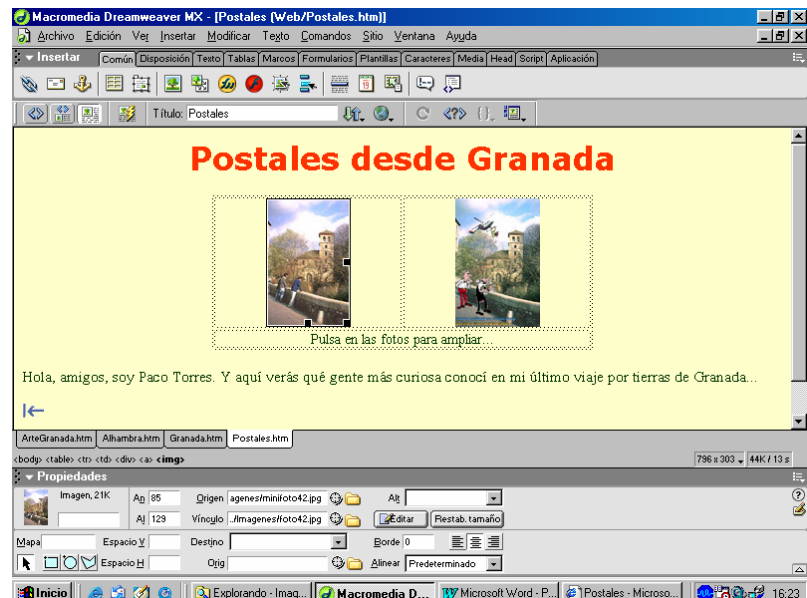 Macromedia Dreamweaver MX - [Postales (Web/Postales.htm)]
Archivo Edición Ver Insertar Modificar Texto Comandos Sitio Ventana Ayuda
Insertar Común Disposición Texto Tablas Marcos Formularios Plantillas Caracteres Media Head Script Aplicación
Título: Postales
Postales desde Granada
Pulsa en las fotos para ampliar...
Hola, amigos, soy Paco Torres. Y aquí verás qué gente más curiosa conocí en mi último viaje por tierras de Granada...
ArteGranada.htm Alhambra.htm Granada.htm Postales.htm
<body> <table> <tr> <td> <div> <a> <img> 796 x 303 44K / 13 s
Propiedades
Imagen, 21K An 85 Origen agenes/minifoto42.jpg Alt
Al 129 Vínculo ../Imagenes/foto42.jpg Editar Restab. tamaño
Mapa Espacio V Destino Borde 0
Espacio H Orig Alinear Predeterminado
Inicio Explorando - Imag... Macromedia D... Microsoft Word - P... Postales - Microso... 16:23